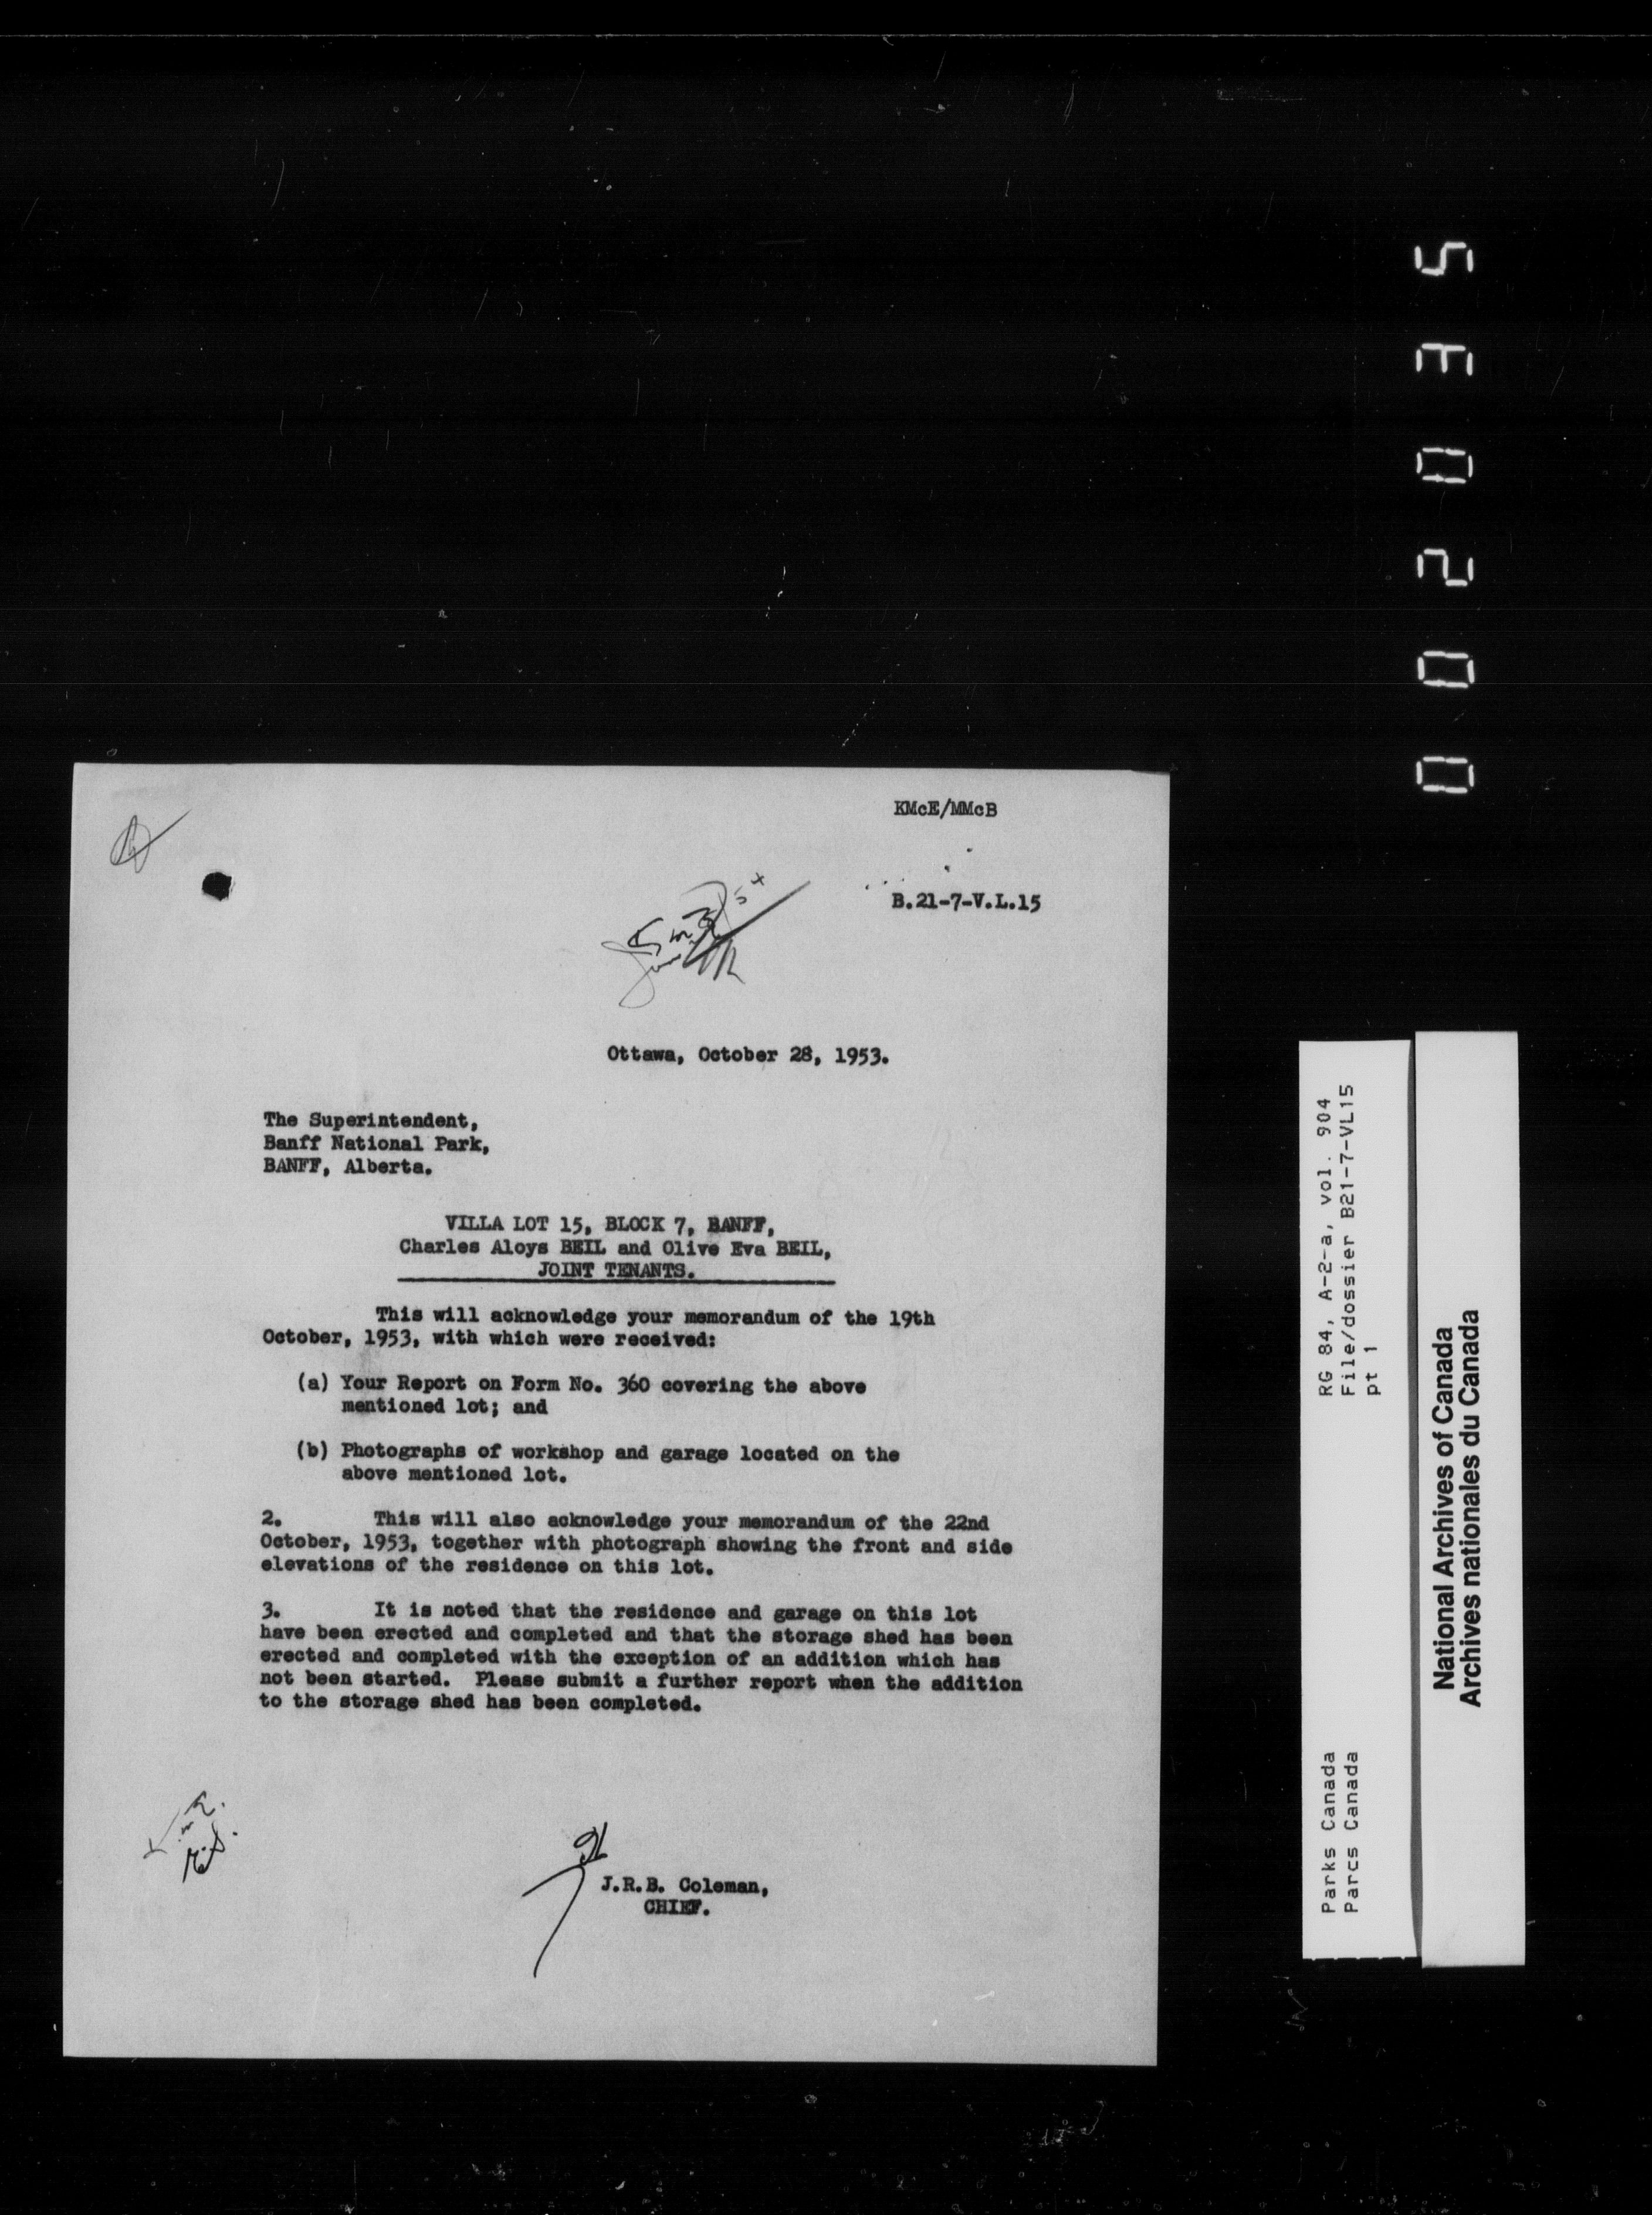 KMcE/MMcB
B.21-7-V.L.15
Ottawa, October 28, 1953.
The Superintendent,
Banff National Park,
BANFF, Alberta.
VILLA LOT 15, BLOCK 7, BANFF,
Charles Aloys BEIL and Olive Eva BEIL,
JOINT TENANTS.
This will acknowledge your memorandum of the 19th
October, 1953, with which were received:
(a) Your Report on Form No. 360 covering the above
mentioned lot; and
(b) Photographs of workshop and garage located on the
above mentioned lot.
2. This will also acknowledge your memorandum of the 22nd
October, 1953, together with photograph showing the front and side
elevations of the residence on this lot.
3. It is noted that the residence and garage on this lot
have been erected and completed and that the storage shed has been
erected and completed with the exception of an addition which has
not been started. Please submit a further report when the addition
to the storage shed has been completed.
J.R.B. Coleman,
CHIEF.
002035
RG 84, A-2-a, vol. 904
File/dossier B21-7-VL15
pt 1
Parks Canada
Parcs Canada
National Archives of Canada
Archives nationales du Canada